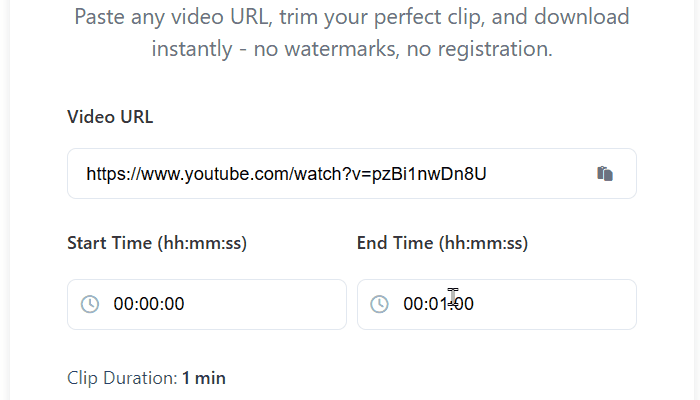 Paste any video URL, trim your perfect clip, and download
instantly - no watermarks, no registration.
Video URL
https://www.youtube.com/watch?v=pzBi1nwDn8U
Start Time (hh:mm:ss) End Time (hh:mm:ss)
00:00:00 00:01:00
Clip Duration: 1 min